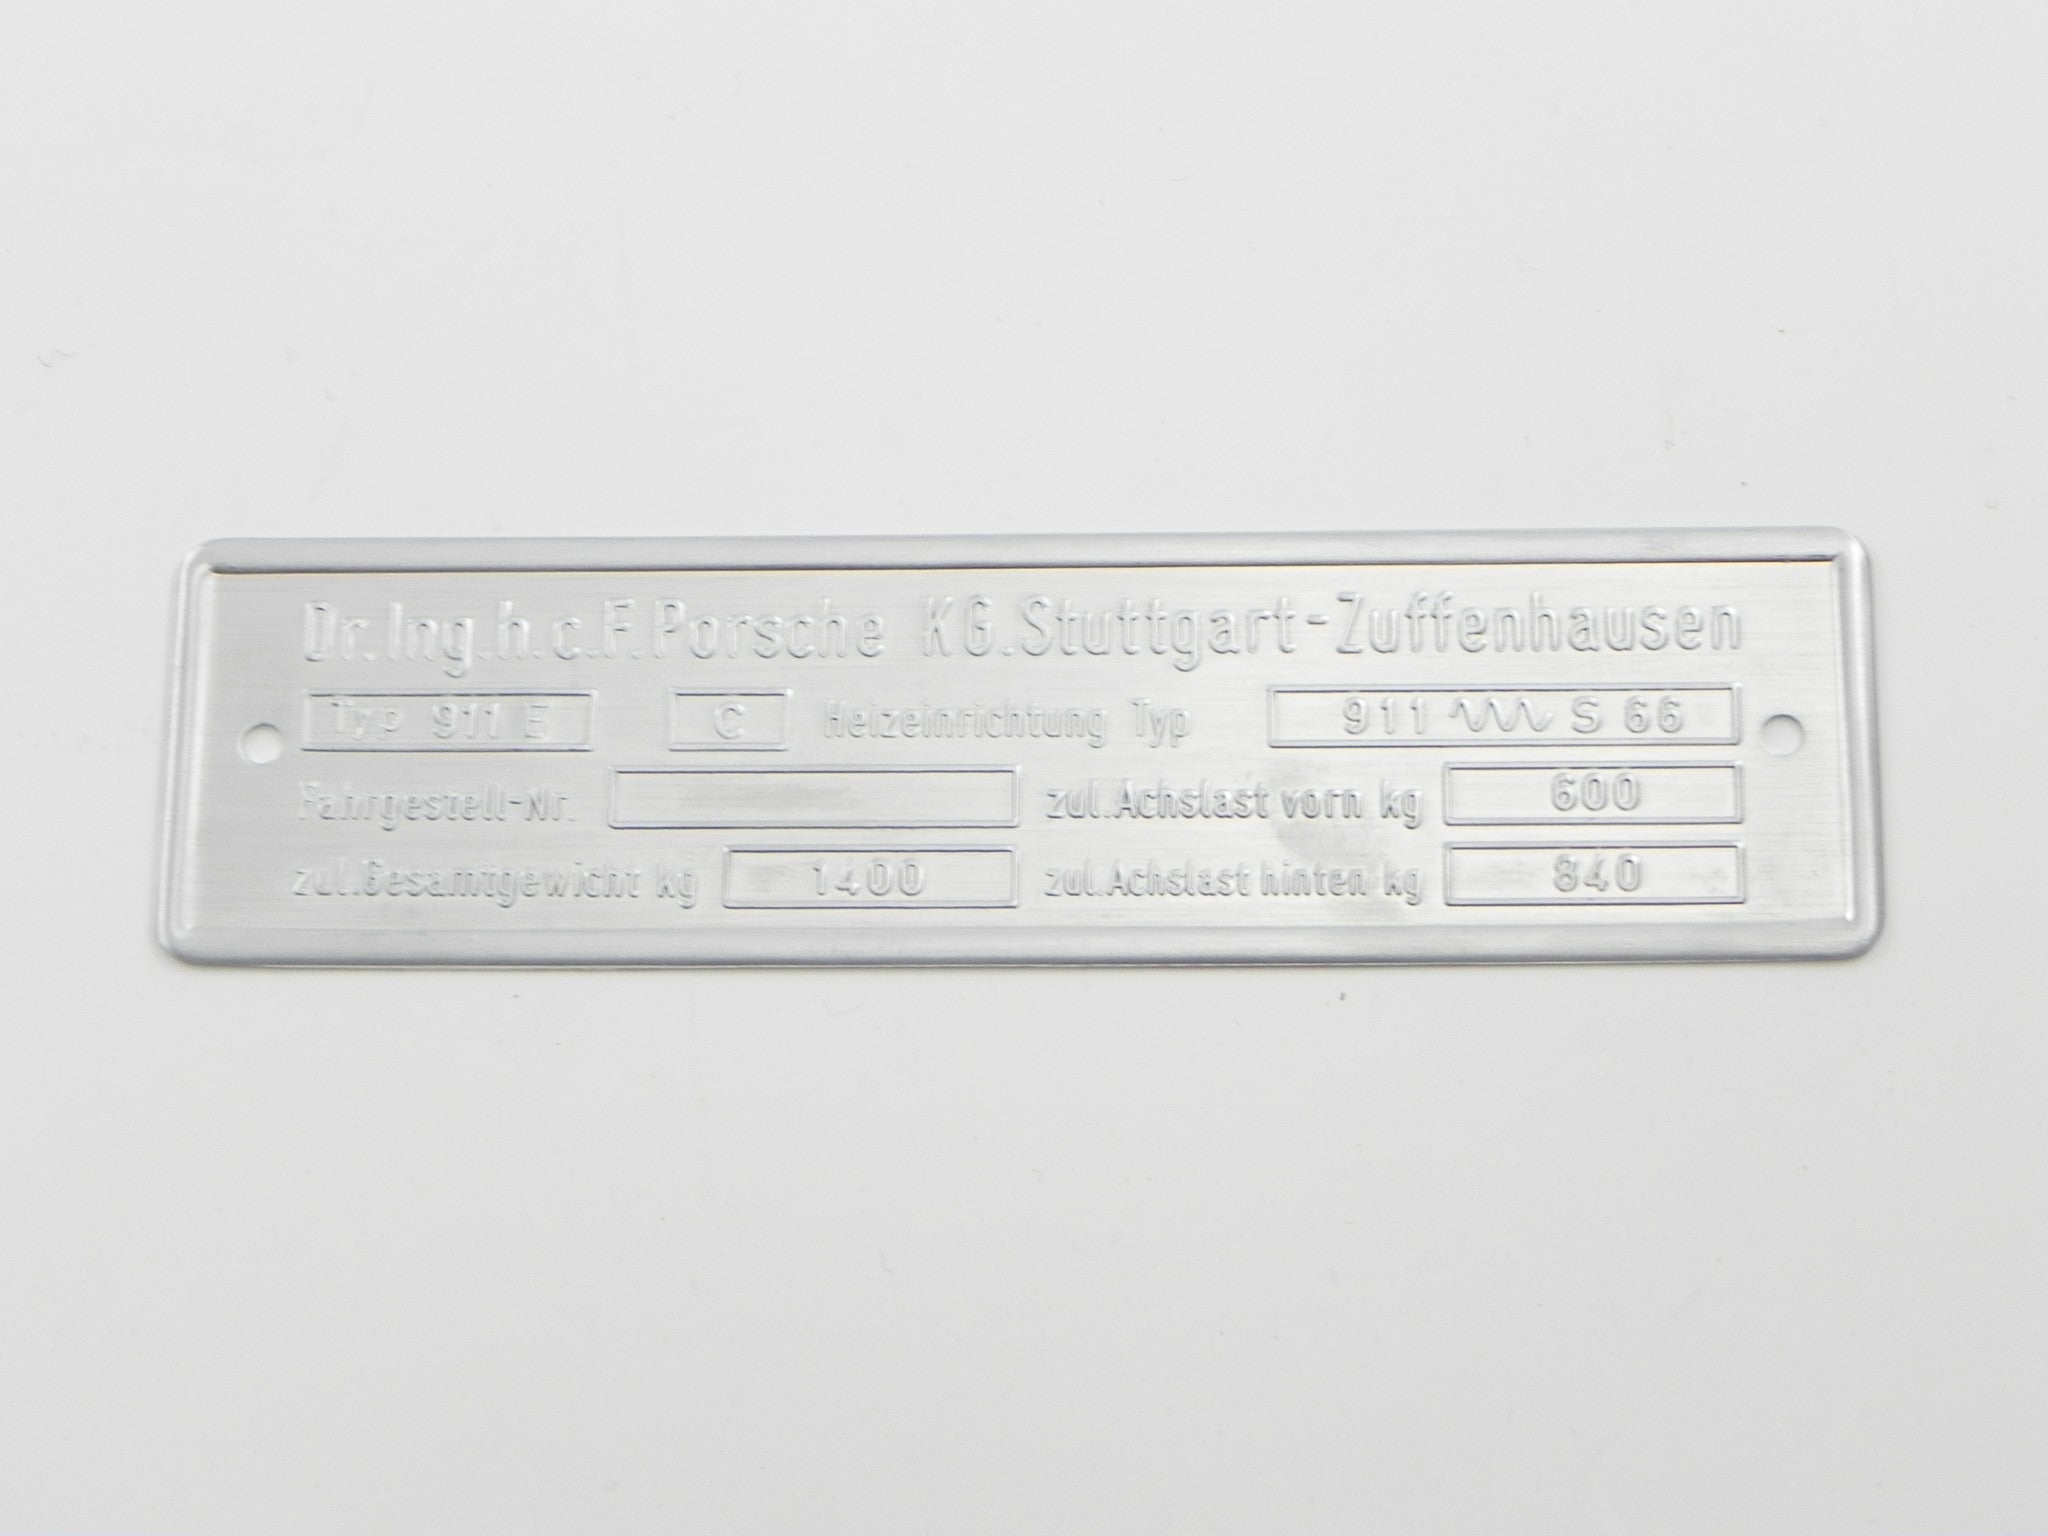 Dr.Ing.h.c.F.Porsche KG.Stuttgart-Zuffenhausen
Typ 911 E C Heizeinrichtung Typ 911 S 66
Fahrgestell-Nr. zul.Achslast vorn kg 600
zul.Gesamtgewicht kg 1400 zul.Achslast hinten kg 840